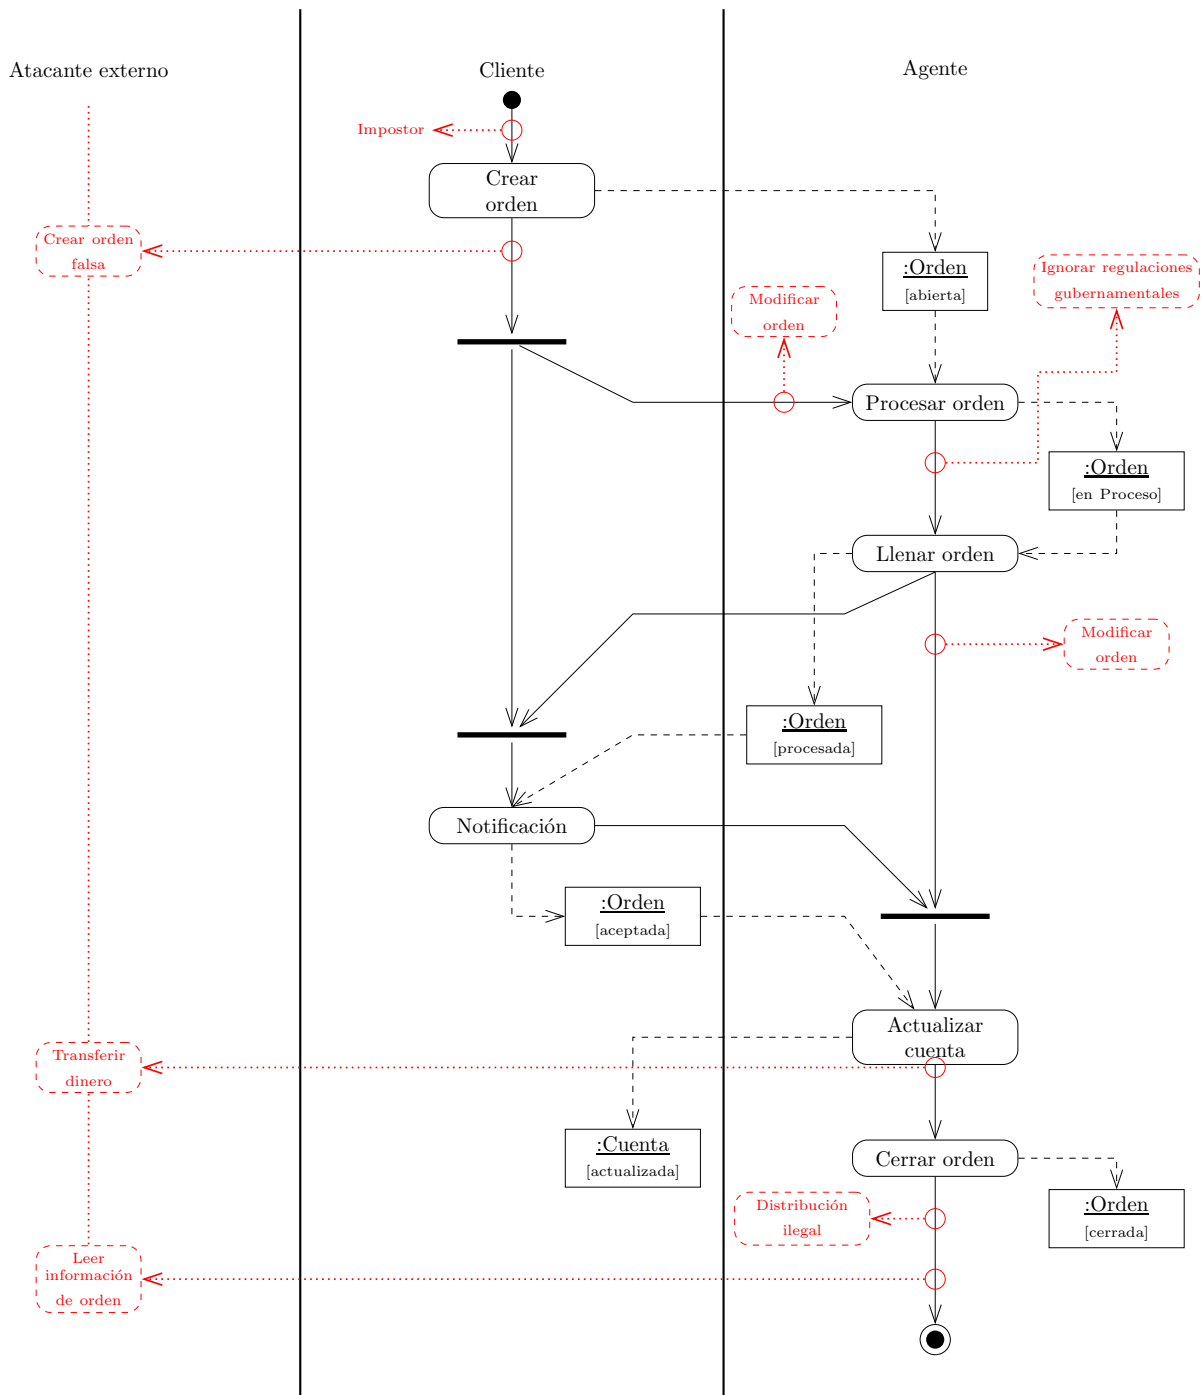 Atacante externo
Cliente
Agente
Impostor
Crear
orden
Crear orden
falsa
:Orden
[abierta]
Ignorar regulaciones
gubernamentales
Modificar
orden
Procesar orden
:Orden
[en Proceso]
Llenar orden
Modificar
orden
:Orden
[procesada]
Notificación
:Orden
[aceptada]
Actualizar
cuenta
Transferir
dinero
:Cuenta
[actualizada]
Cerrar orden
Distribución
ilegal
:Orden
[cerrada]
Leer
información
de orden